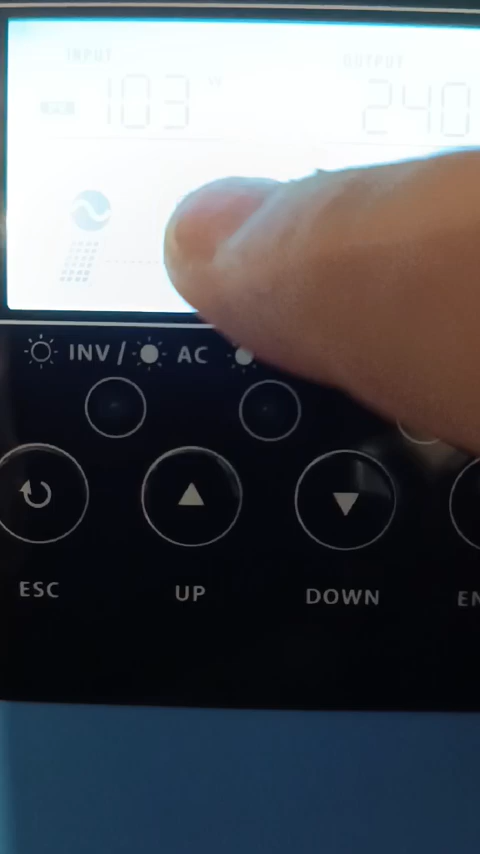 INPUT OUTPUT
103 W 240
INV / AC
ESC UP DOWN EN